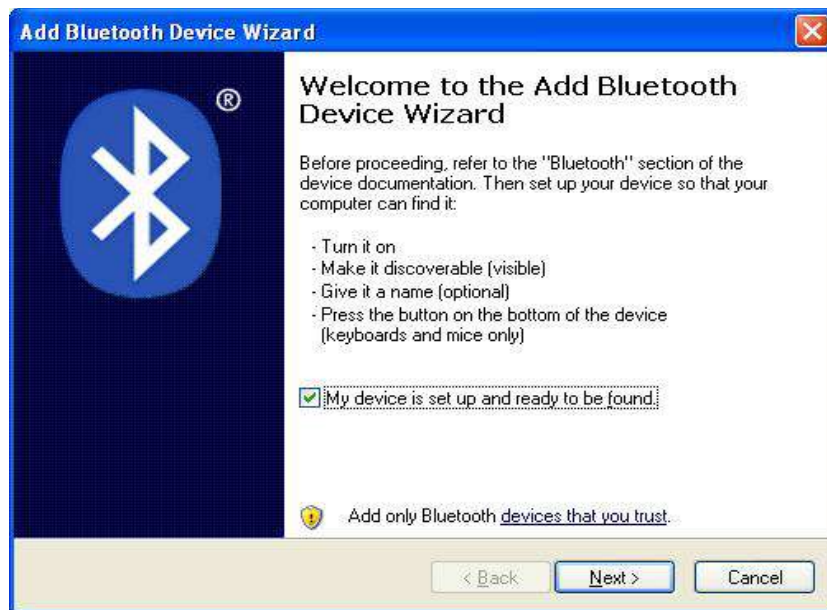 Add Bluetooth Device Wizard
®
Welcome to the Add Bluetooth
Device Wizard
Before proceeding, refer to the "Bluetooth" section of the
device documentation. Then set up your device so that your
computer can find it:
- Turn it on
- Make it discoverable (visible)
- Give it a name (optional)
- Press the button on the bottom of the device
(keyboards and mice only)
My device is set up and ready to be found.
Add only Bluetooth devices that you trust.
< Back
Next >
Cancel